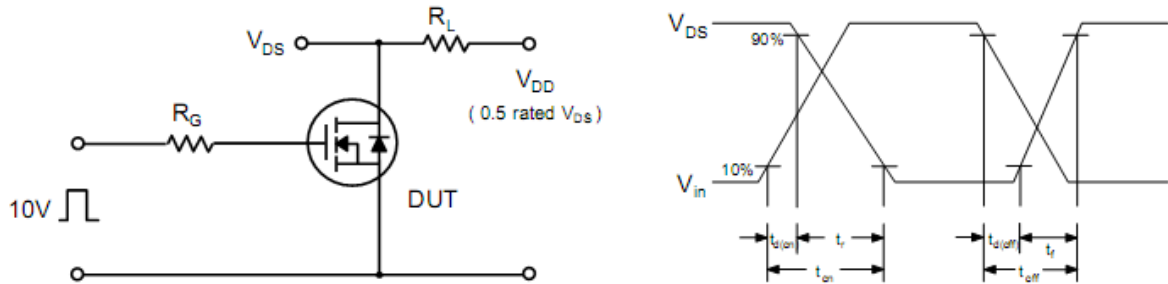 R_L
V_DS
V_DD
( 0.5 rated V_DS )
R_G
10V
DUT
V_DS
90%
10%
V_in
t_d(on) t_r
t_on
t_d(off) t_f
t_off